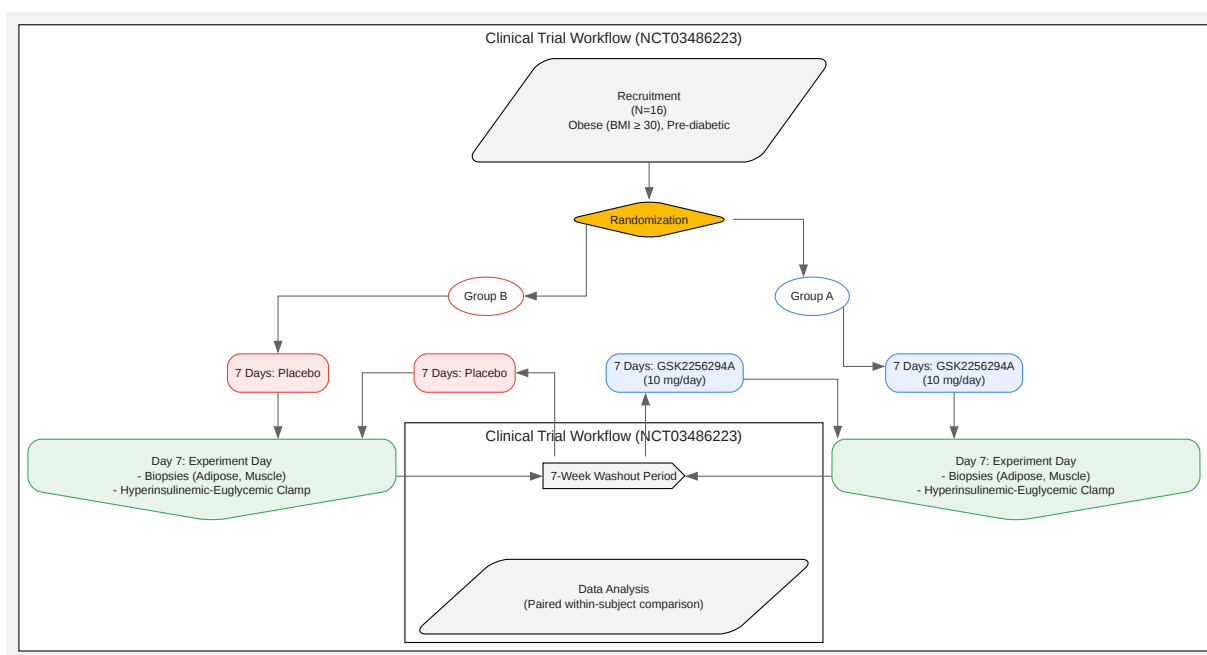 Clinical Trial Workflow (NCT03486223)
Recruitment
(N=16)
Obese (BMI ≥ 30), Pre-diabetic
Randomization
Group B
Group A
7 Days: Placebo
7 Days: Placebo
7 Days: GSK2256294A
(10 mg/day)
7 Days: GSK2256294A
(10 mg/day)
Clinical Trial Workflow (NCT03486223)
Day 7: Experiment Day
- Biopsies (Adipose, Muscle)
- Hyperinsulinemic-Euglycemic Clamp
7-Week Washout Period
Day 7: Experiment Day
- Biopsies (Adipose, Muscle)
- Hyperinsulinemic-Euglycemic Clamp
Data Analysis
(Paired within-subject comparison)